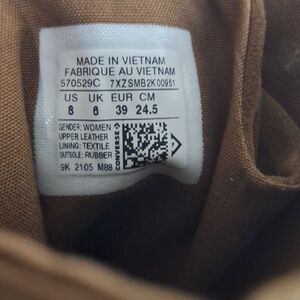 MADE IN VIETNAM
FABRIQUE AU VIETNAM
570529C 7XZSMB2K00951
US UK EUR CM
8 6 39 24.5
GENDER: WOMEN
UPPER LEATHER
LINING: TEXTILE
OUTSOLE: RUBBER
CONVERSE
9K 2105 M88